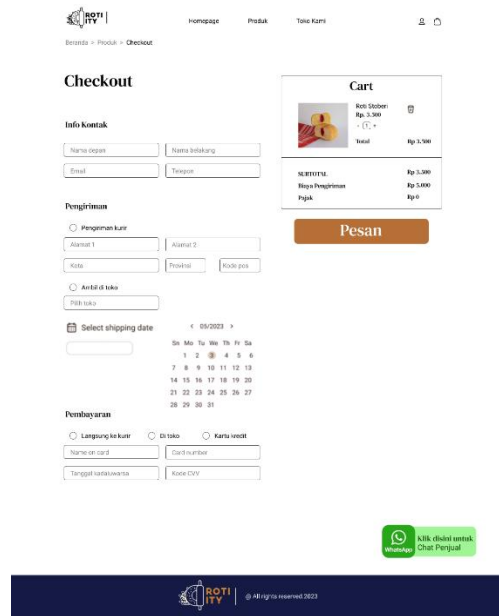 ROTI
ITY
Homepage Produk Toko Kami
Beranda > Produk > Checkout
Checkout
Info Kontak
Nama depan Nama belakang
Email Telepon
Pengiriman
Pengiriman kurir
Alamat 1 Alamat 2
Kota Provinsi Kode pos
Ambil di toko
Pilih toko
Select shipping date
< 05/2023 >
Sn Mo Tu We Th Fr Sa
1 2 3 4 5 6
7 8 9 10 11 12 13
14 15 16 17 18 19 20
21 22 23 24 25 26 27
28 29 30 31
Pembayaran
Langsung ke kurir Di toko Kartu kredit
Name on card Card number
Tanggal kadaluwarsa Kode CVV
Cart
Roti Stoberi
Rp. 3.500
- 1 +
Total Rp 3.500
SUBTOTAL Rp 3.500
Biaya Pengiriman Rp 5.000
Pajak Rp 0
Pesan
WhatsApp
Klik disini untuk
Chat Penjual
ROTI
ITY
@ All rights reserved 2023